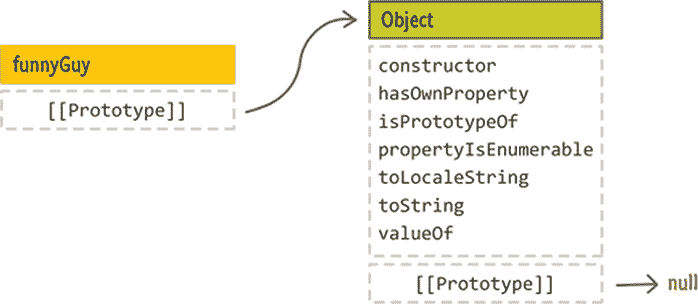 funnyGuy
[[Prototype]]
Object
constructor
hasOwnProperty
isPrototypeOf
propertyIsEnumerable
toLocaleString
toString
valueOf
[[Prototype]]
null